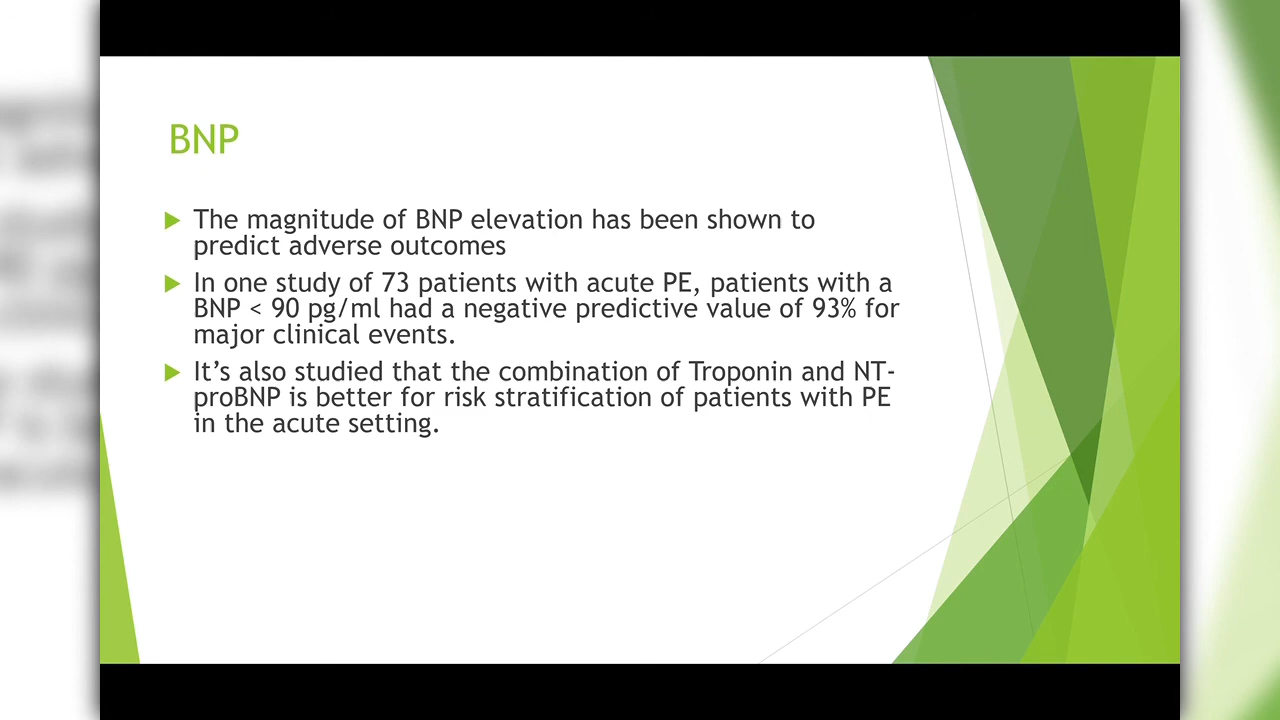 BNP
The magnitude of BNP elevation has been shown to
predict adverse outcomes
In one study of 73 patients with acute PE, patients with a
BNP < 90 pg/ml had a negative predictive value of 93% for
major clinical events.
It’s also studied that the combination of Troponin and NT-
proBNP is better for risk stratification of patients with PE
in the acute setting.